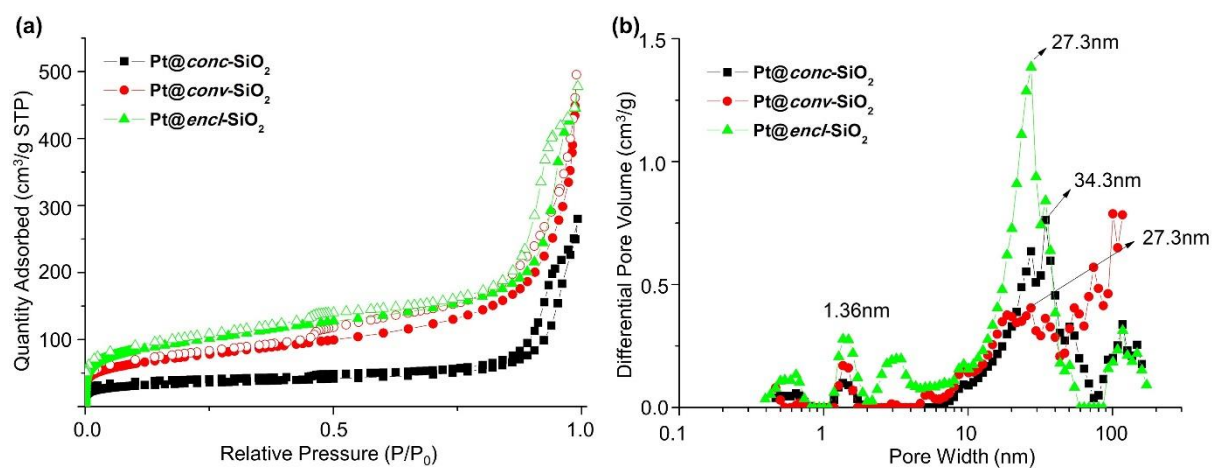 (a)
Quantity Adsorbed (cm³/g STP)
500
400
300
200
100
0.0
0.5
1.0
Relative Pressure (P/P₀)
Pt@conc-SiO₂
Pt@conv-SiO₂
Pt@encl-SiO₂
(b)
Differential Pore Volume (cm³/g)
1.5
1.0
0.5
0.0
0.1
1
10
100
Pore Width (nm)
Pt@conc-SiO₂
Pt@conv-SiO₂
Pt@encl-SiO₂
27.3nm
34.3nm
27.3nm
1.36nm